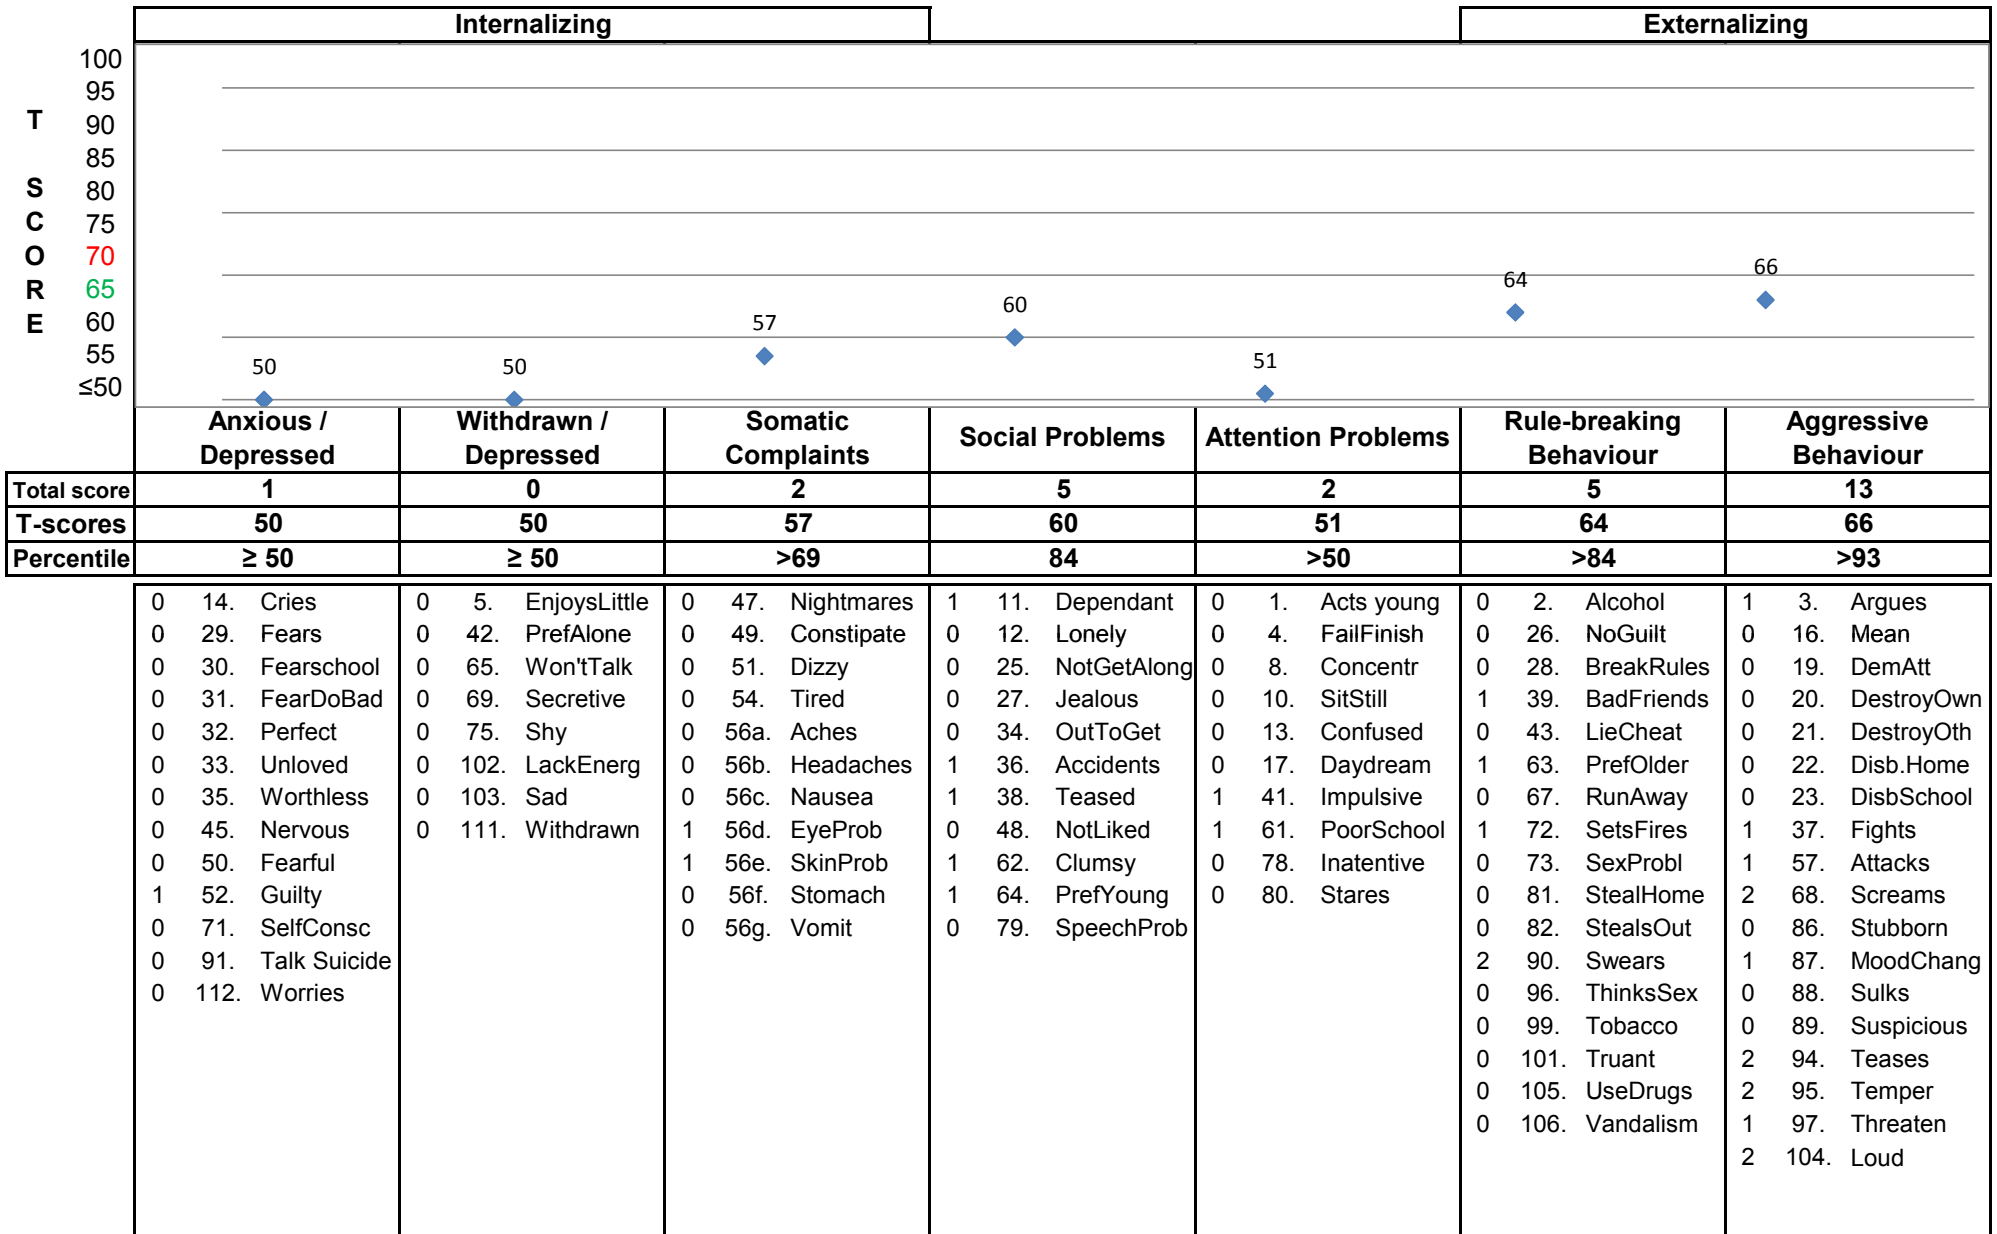 Internalizing Externalizing
100
95
T 90
85
S 80
C 75
O 70
R 65
E 60
55
≤50
50 50 57 60 51 64 66
Anxious / Depressed Withdrawn / Depressed Somatic Complaints Social Problems Attention Problems Rule-breaking Behaviour Aggressive Behaviour
Total score 1 0 2 5 2 5 13
T-scores 50 50 57 60 51 64 66
Percentile ≥ 50 ≥ 50 >69 84 >50 >84 >93
0 14. Cries 0 5. EnjoysLittle 0 47. Nightmares 1 11. Dependant 0 1. Acts young 0 2. Alcohol 1 3. Argues
0 29. Fears 0 42. PrefAlone 0 49. Constipate 0 12. Lonely 0 4. FailFinish 0 26. NoGuilt 0 16. Mean
0 30. Fearschool 0 65. Won'tTalk 0 51. Dizzy 0 25. NotGetAlong 0 8. Concentr 0 28. BreakRules 0 19. DemAtt
0 31. FearDoBad 0 69. Secretive 0 54. Tired 0 27. Jealous 0 10. SitStill 1 39. BadFriends 0 20. DestroyOwn
0 32. Perfect 0 75. Shy 0 56a. Aches 0 34. OutToGet 0 13. Confused 0 43. LieCheat 0 21. DestroyOth
0 33. Unloved 0 102. LackEnerg 0 56b. Headaches 1 36. Accidents 0 17. Daydream 1 63. PrefOlder 0 22. Disb.Home
0 35. Worthless 0 103. Sad 0 56c. Nausea 1 38. Teased 1 41. Impulsive 0 67. RunAway 0 23. DisbSchool
0 45. Nervous 0 111. Withdrawn 1 56d. EyeProb 0 48. NotLiked 1 61. PoorSchool 1 72. SetsFires 1 37. Fights
0 50. Fearful 1 56e. SkinProb 1 62. Clumsy 0 78. Inatentive 0 73. SexProbl 1 57. Attacks
1 52. Guilty 0 56f. Stomach 1 64. PrefYoung 0 80. Stares 0 81. StealHome 2 68. Screams
0 71. SelfConsc 0 56g. Vomit 0 79. SpeechProb 0 82. StealsOut 0 86. Stubborn
0 91. Talk Suicide 2 90. Swears 1 87. MoodChang
0 112. Worries 0 96. ThinksSex 0 88. Sulks
0 99. Tobacco 0 89. Suspicious
0 101. Truant 2 94. Teases
0 105. UseDrugs 2 95. Temper
0 106. Vandalism 1 97. Threaten
2 104. Loud